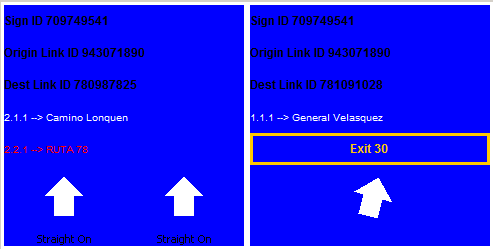 Sign ID 709749541
Origin Link ID 943071890
Dest Link ID 780987825
2.1.1 --> Camino Lonquen
2.2.1 --> RUTA 78
Straight On
Straight On
Sign ID 709749541
Origin Link ID 943071890
Dest Link ID 781091028
1.1.1 --> General Velasquez
Exit 30